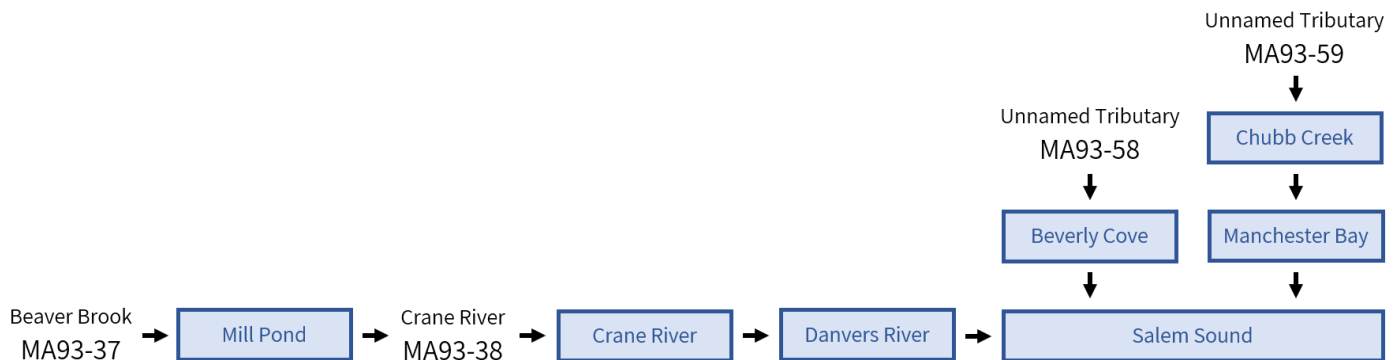 Unnamed Tributary
MA93-59
Unnamed Tributary
MA93-58
Chubb Creek
Beverly Cove
Manchester Bay
Beaver Brook
MA93-37
Mill Pond
Crane River
MA93-38
Crane River
Danvers River
Salem Sound